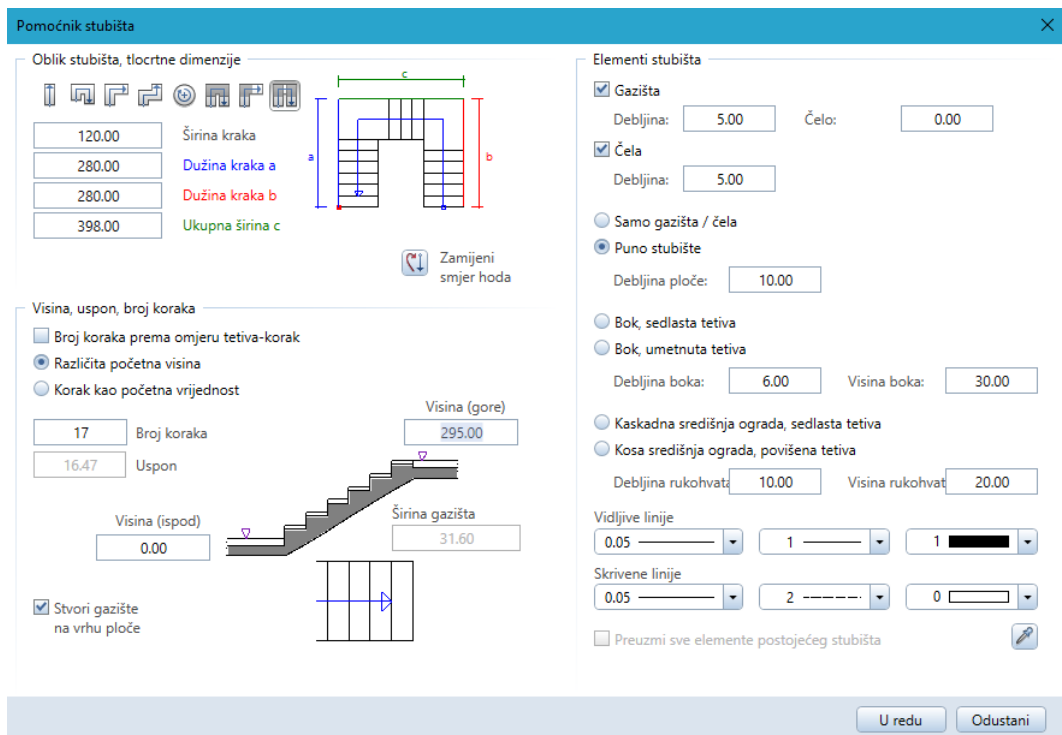 Pomoćnik stubišta
Oblik stubišta, tlocrtne dimenzije
120.00 Širina kraka
280.00 Dužina kraka a
280.00 Dužina kraka b
398.00 Ukupna širina c
c
a
b
Zamijeni
smjer hoda
Visina, uspon, broj koraka
Broj koraka prema omjeru tetiva-korak
Različita početna visina
Korak kao početna vrijednost
Visina (gore)
17 Broj koraka 295.00
16.47 Uspon
Visina (ispod)
0.00
Širina gazišta
31.60
Stvori gazište
na vrhu ploče
Elementi stubišta
Gazišta
Debljina: 5.00 Čelo: 0.00
Čela
Debljina: 5.00
Samo gazišta / čela
Puno stubište
Debljina ploče: 10.00
Bok, sedlasta tetiva
Bok, umetnuta tetiva
Debljina boka: 6.00 Visina boka: 30.00
Kaskadna središnja ograda, sedlasta tetiva
Kosa središnja ograda, povišena tetiva
Debljina rukohvata 10.00 Visina rukohvat 20.00
Vidljive linije
0.05 1 1
Skrivene linije
0.05 2 0
Preuzmi sve elemente postojećeg stubišta
U redu Odustani